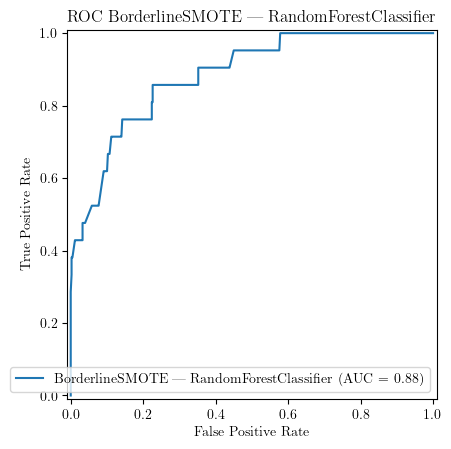 ROC BorderlineSMOTE — RandomForestClassifier
1.0
0.8
0.6
0.4
0.2
0.0
True Positive Rate
BorderlineSMOTE — RandomForestClassifier (AUC = 0.88)
0.0 0.2 0.4 0.6 0.8 1.0
False Positive Rate